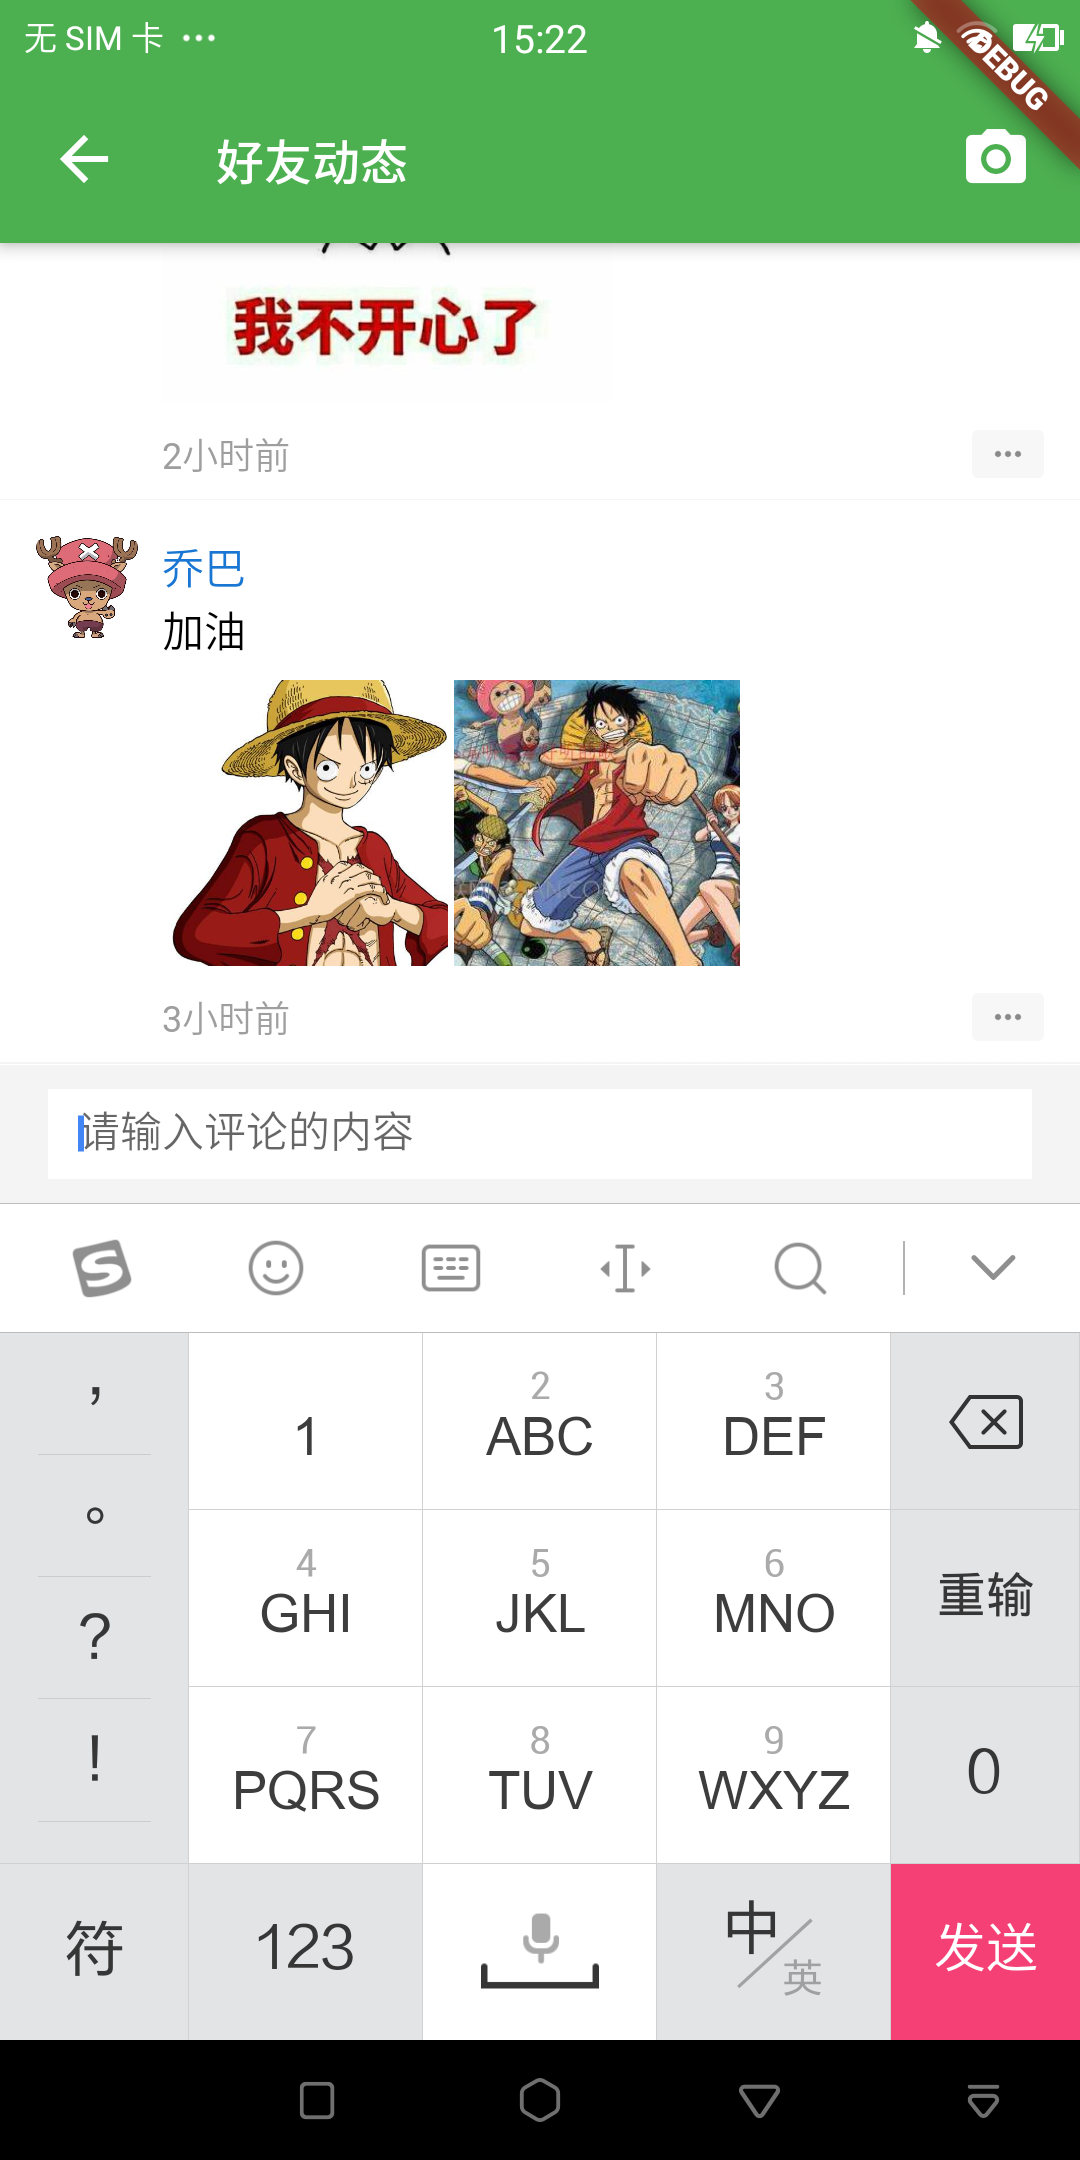 无 SIM 卡 ···
15:22
DEBUG
好友动态
我不开心了
2小时前
乔巴
加油
3小时前
请输入评论的内容
，
。
?
!
1
2
ABC
3
DEF
4
GHI
5
JKL
6
MNO
重输
7
PQRS
8
TUV
9
WXYZ
0
符
123
中/英
发送